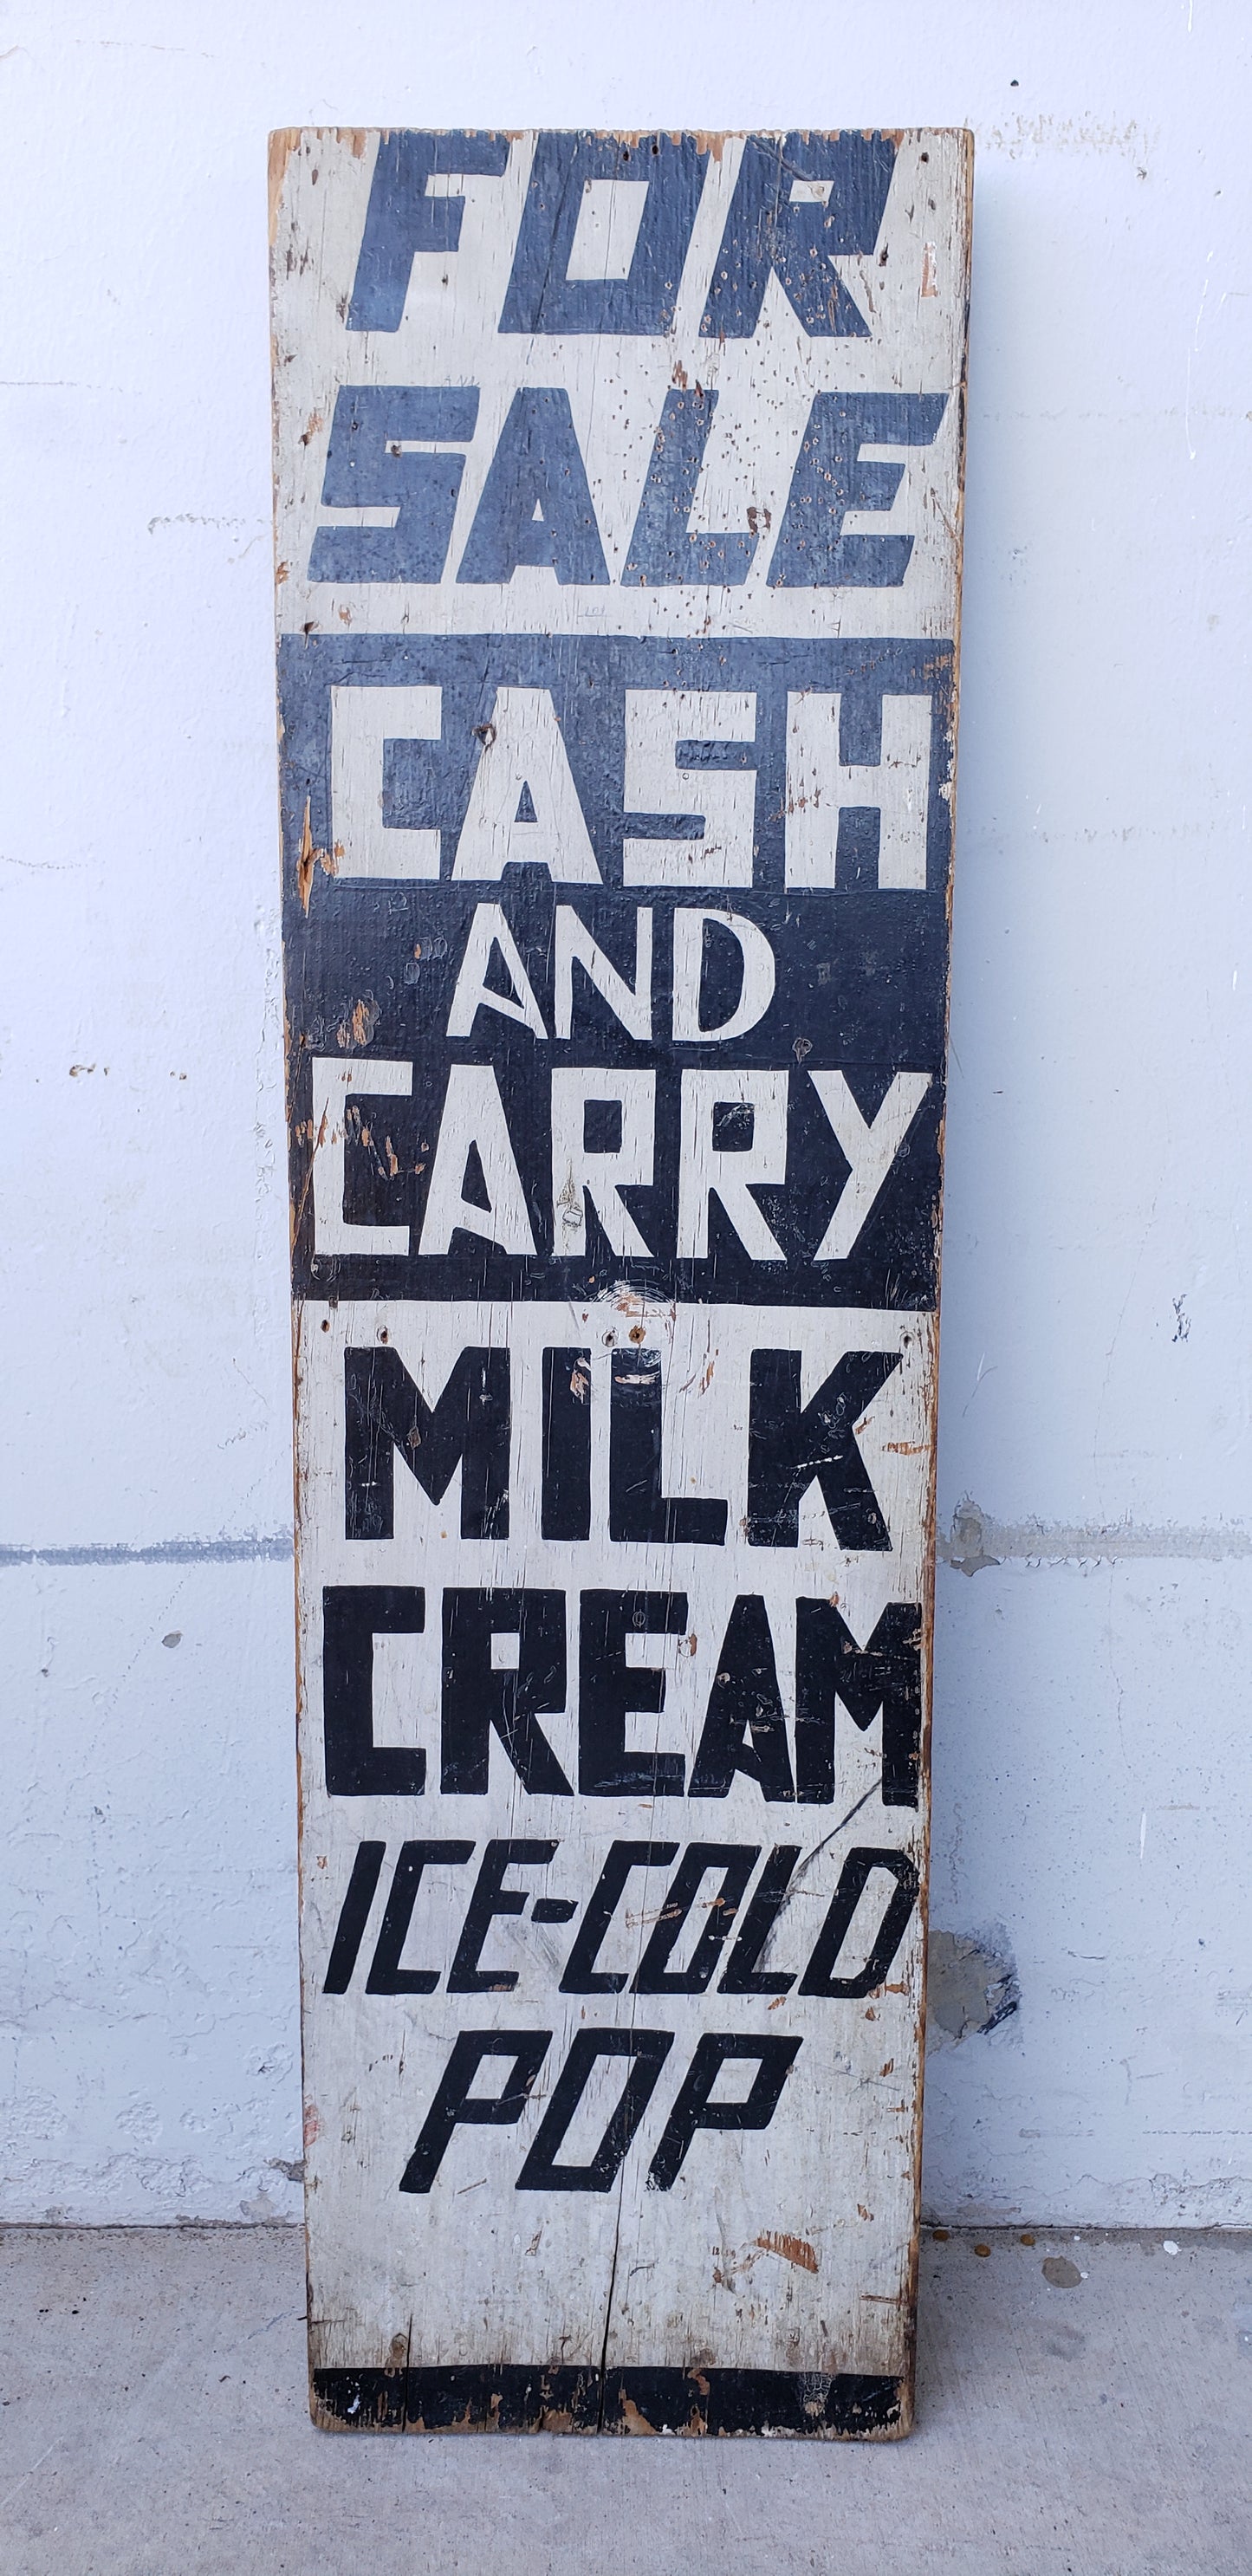 FOR
SALE
CASH
AND
CARRY
MILK
CREAM
ICE-COLD
POP